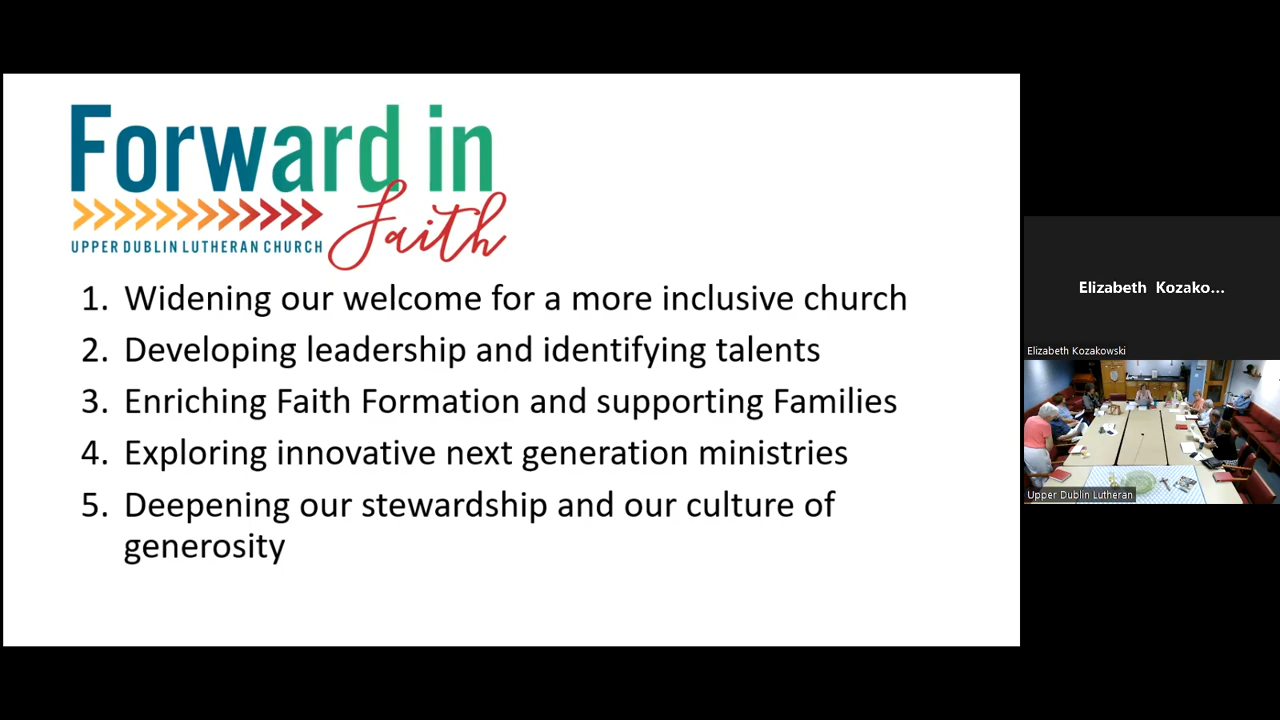 Forward in
Faith
UPPER DUBLIN LUTHERAN CHURCH
1. Widening our welcome for a more inclusive church
2. Developing leadership and identifying talents
3. Enriching Faith Formation and supporting Families
4. Exploring innovative next generation ministries
5. Deepening our stewardship and our culture of
generosity
Elizabeth Kozako...
Elizabeth Kozakowski
Upper Dublin Lutheran